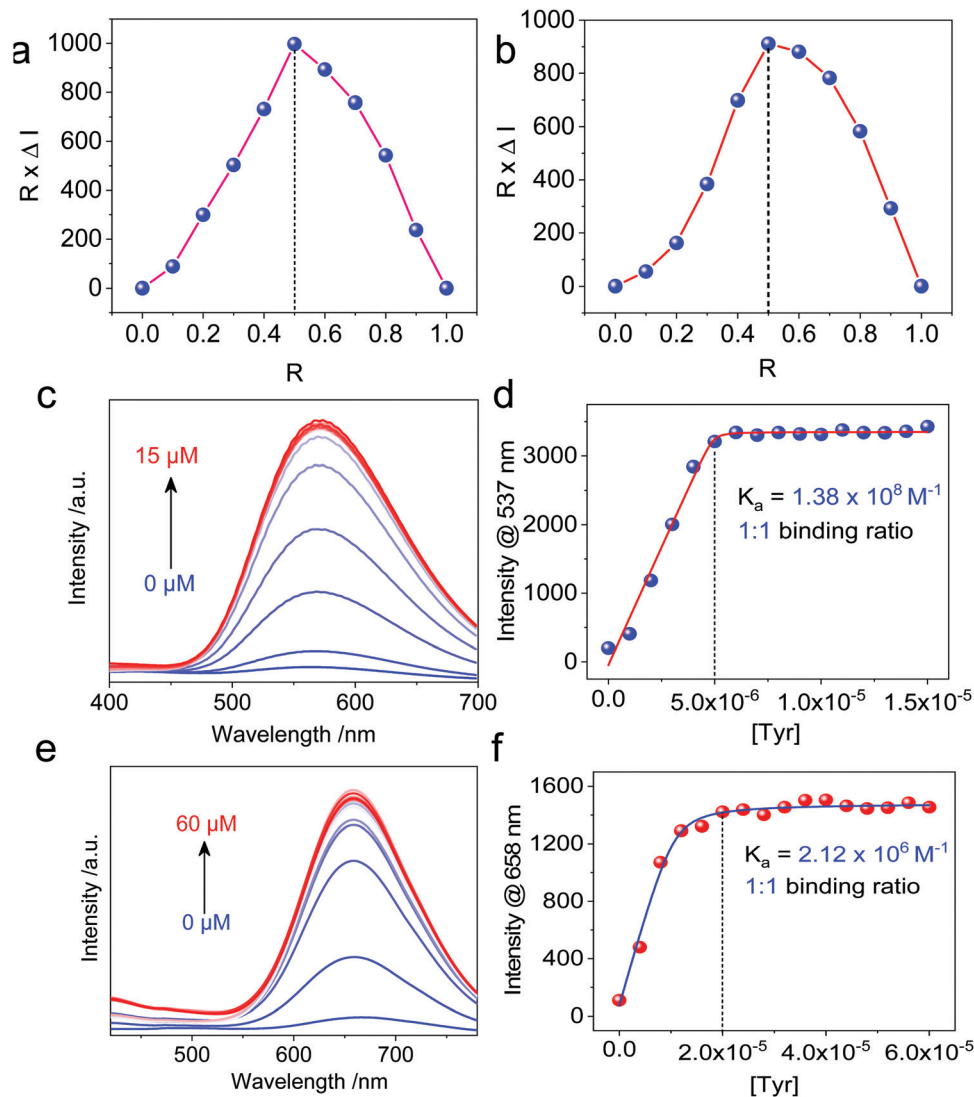 a
1000
800
600
400
200
0
R x Δ I
0.0 0.2 0.4 0.6 0.8 1.0
R
b
1000
800
600
400
200
0
R x Δ I
0.0 0.2 0.4 0.6 0.8 1.0
R
c
15 µM
0 µM
Intensity /a.u.
400 500 600 700
Wavelength /nm
d
3000
2000
1000
0
Intensity @ 537 nm
Kₐ = 1.38 x 10⁸ M⁻¹
1:1 binding ratio
0.0 5.0x10⁻⁶ 1.0x10⁻⁵ 1.5x10⁻⁵
[Tyr]
e
60 µM
0 µM
Intensity /a.u.
500 600 700
Wavelength /nm
f
1600
1200
800
400
0
Intensity @ 658 nm
Kₐ = 2.12 x 10⁶ M⁻¹
1:1 binding ratio
0.0 2.0x10⁻⁵ 4.0x10⁻⁵ 6.0x10⁻⁵
[Tyr]